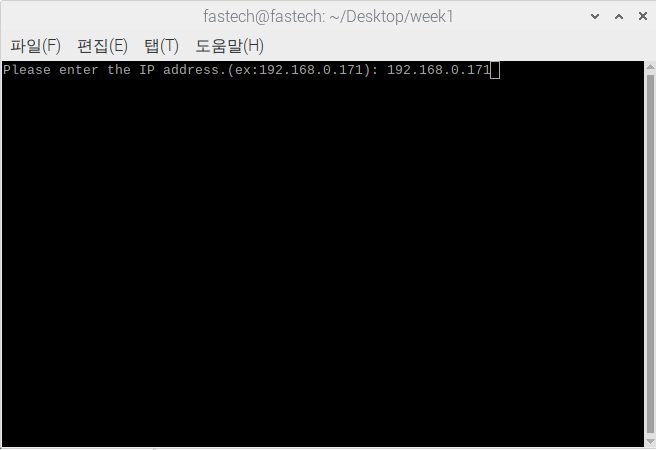 fastech@fastech: ~/Desktop/week1
파일(F) 편집(E) 탭(T) 도움말(H)
Please enter the IP address.(ex:192.168.0.171): 192.168.0.171